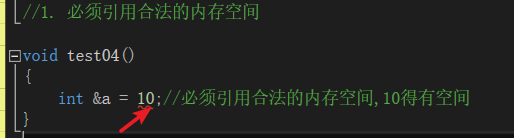 //1. 必须引用合法的内存空间
void test04()
{
int &a = 10;//必须引用合法的内存空间,10得有空间
}